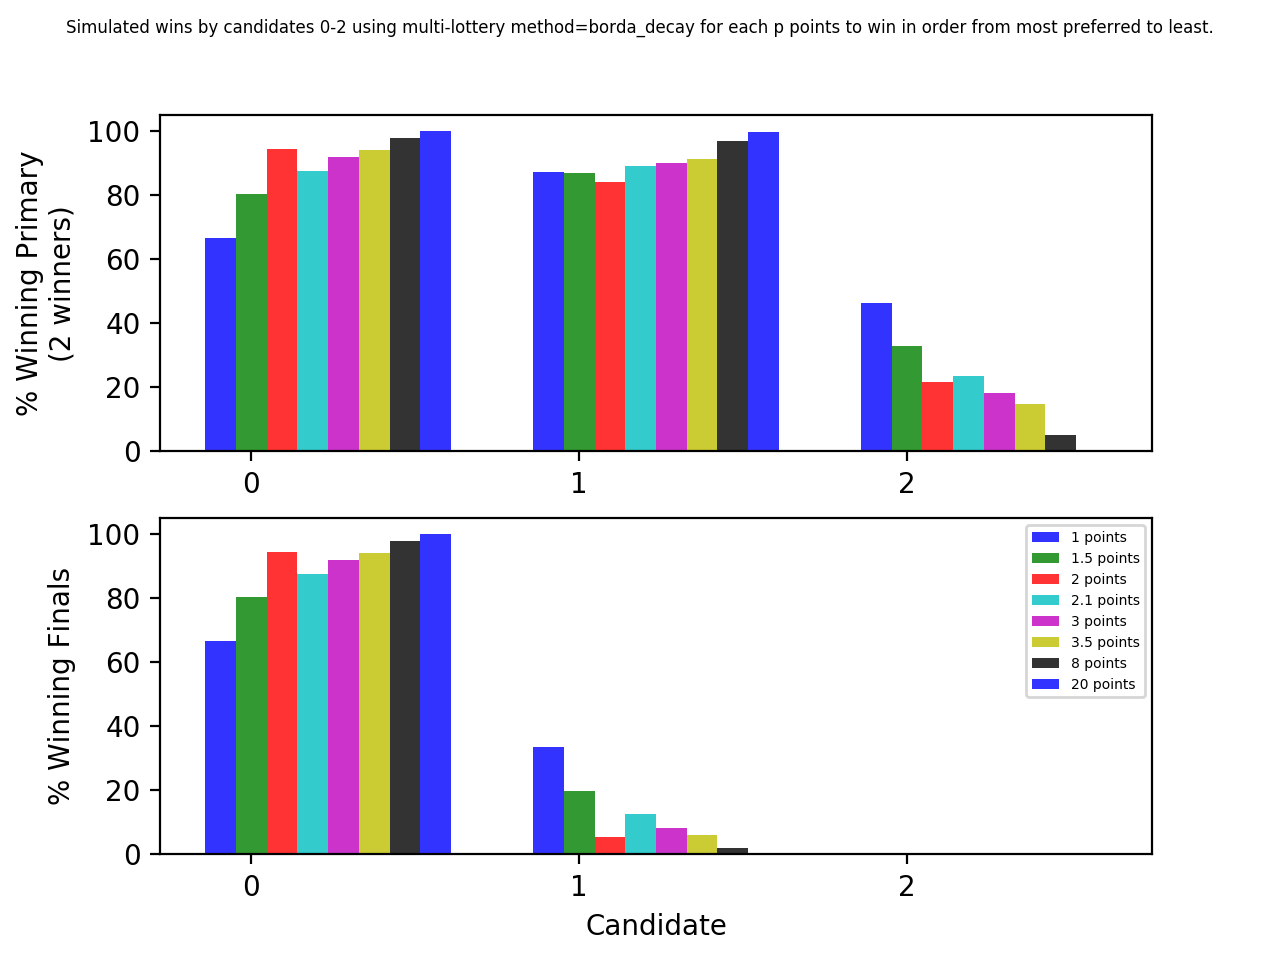 Simulated wins by candidates 0-2 using multi-lottery method=borda_decay for each p points to win in order from most preferred to least.
% Winning Primary
(2 winners)
100
80
60
40
20
0
0 1 2
% Winning Finals
100
80
60
40
20
0
1 points
1.5 points
2 points
2.1 points
3 points
3.5 points
8 points
20 points
0 1 2
Candidate